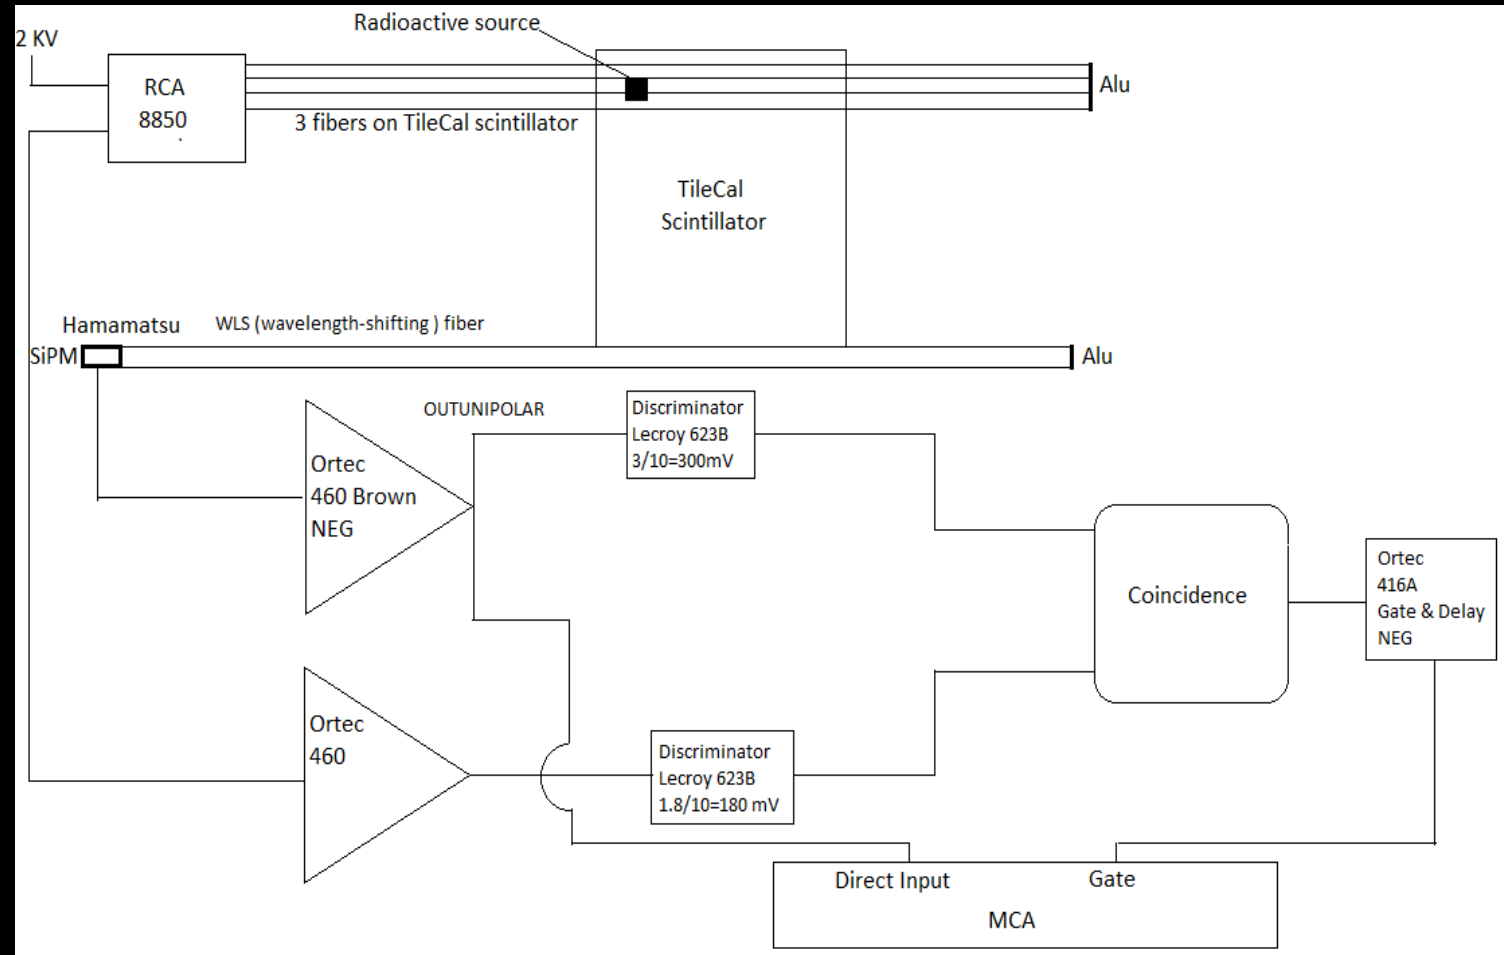 Radioactive source
2 KV
RCA
8850
Alu
3 fibers on TileCal scintillator
TileCal
Scintillator
Hamamatsu
WLS (wavelength-shifting ) fiber
SiPM
Alu
OUTUNIPOLAR
Discriminator
Lecroy 623B
3/10=300mV
Ortec
460 Brown
NEG
Coincidence
Ortec
416A
Gate & Delay
NEG
Ortec
460
Discriminator
Lecroy 623B
1.8/10=180 mV
Direct Input
Gate
MCA